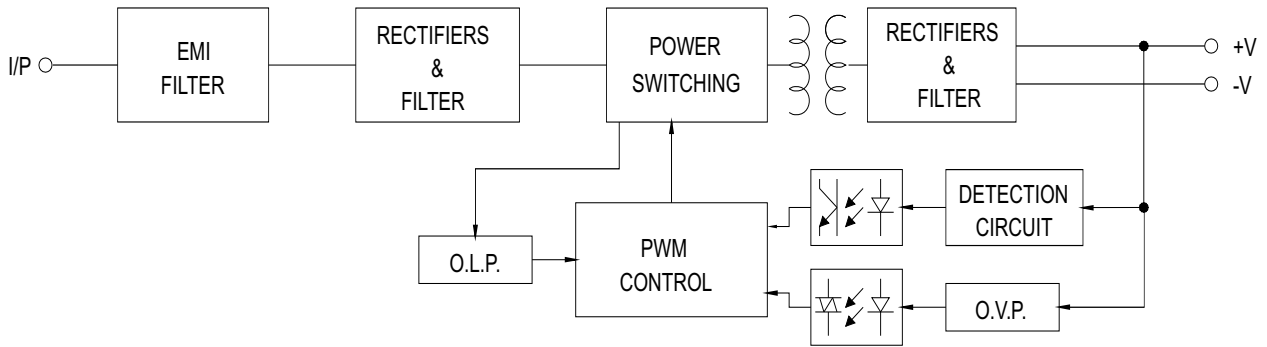 I/P
EMI
FILTER
RECTIFIERS
&
FILTER
POWER
SWITCHING
RECTIFIERS
&
FILTER
+V
-V
DETECTION
CIRCUIT
O.L.P.
PWM
CONTROL
O.V.P.